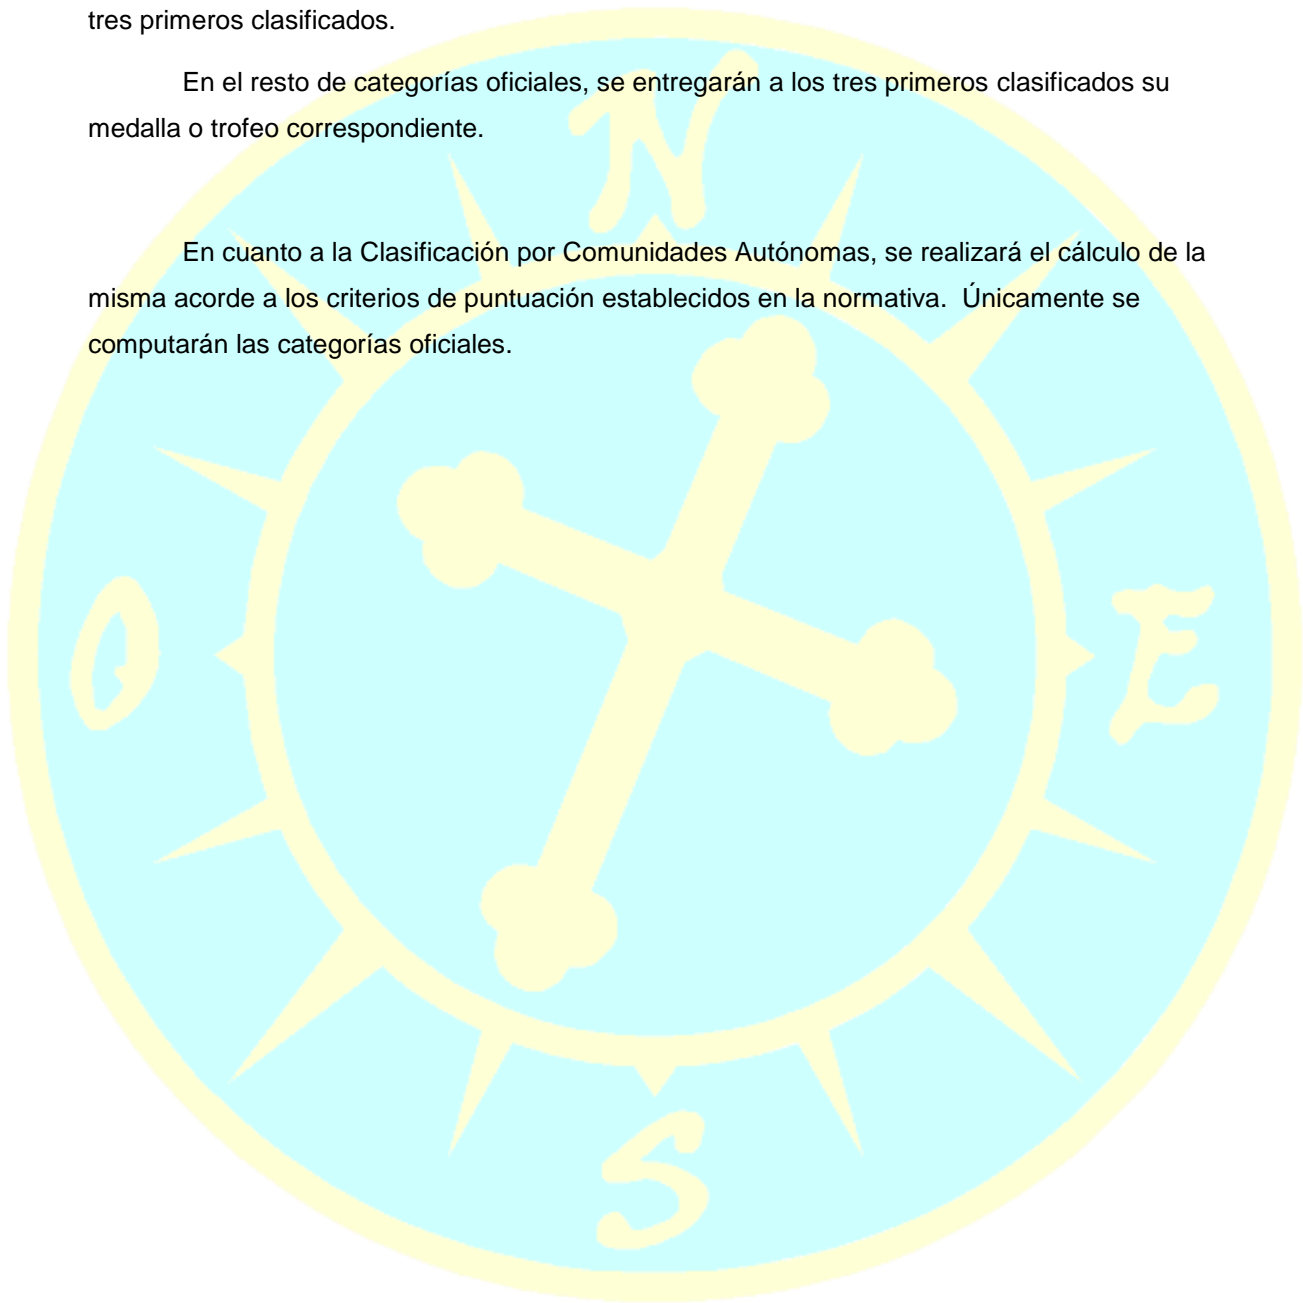 tres primeros clasificados.
En el resto de categorías oficiales, se entregarán a los tres primeros clasificados su
medalla o trofeo correspondiente.
En cuanto a la Clasificación por Comunidades Autónomas, se realizará el cálculo de la
misma acorde a los criterios de puntuación establecidos en la normativa.  Únicamente se
computarán las categorías oficiales.
N
O
E
S